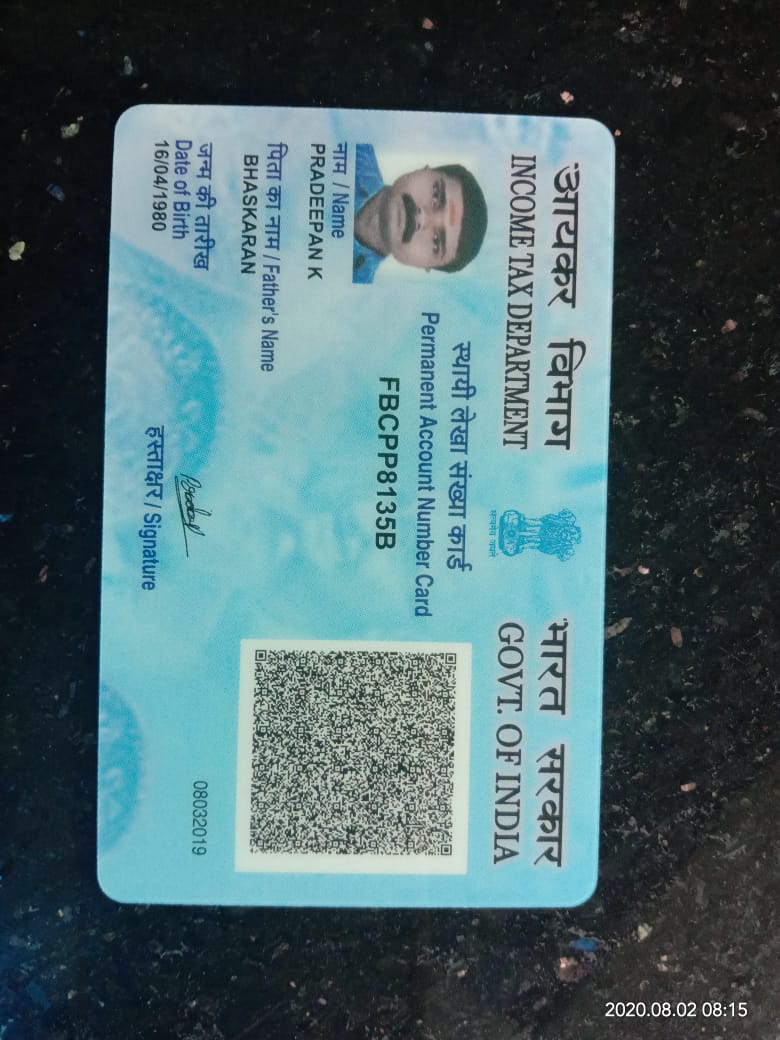 आयकर विभाग
INCOME TAX DEPARTMENT
सत्यमेव जयते
भारत सरकार
GOVT. OF INDIA
स्थायी लेखा संख्या कार्ड
Permanent Account Number Card
FBCPP8135B
नाम / Name
PRADEEPAN K
पिता का नाम / Father's Name
BHASKARAN
जन्म की तारीख
Date of Birth
16/04/1980
हस्ताक्षर / Signature
08032019
2020.08.02 08:15